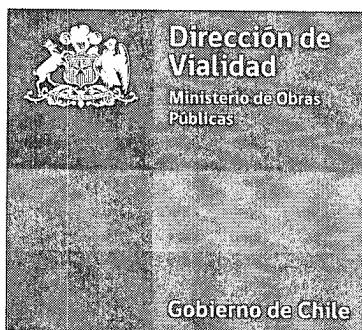 Dirección de
Vialidad
Ministerio de Obras
Públicas
Gobierno de Chile